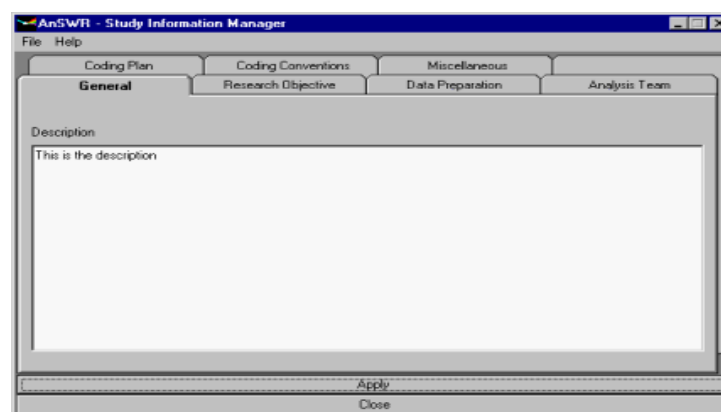 AnSWR - Study Information Manager
File Help
Coding Plan Coding Conventions Miscellaneous
General Research Objective Data Preparation Analysis Team
Description
This is the description
Apply
Close